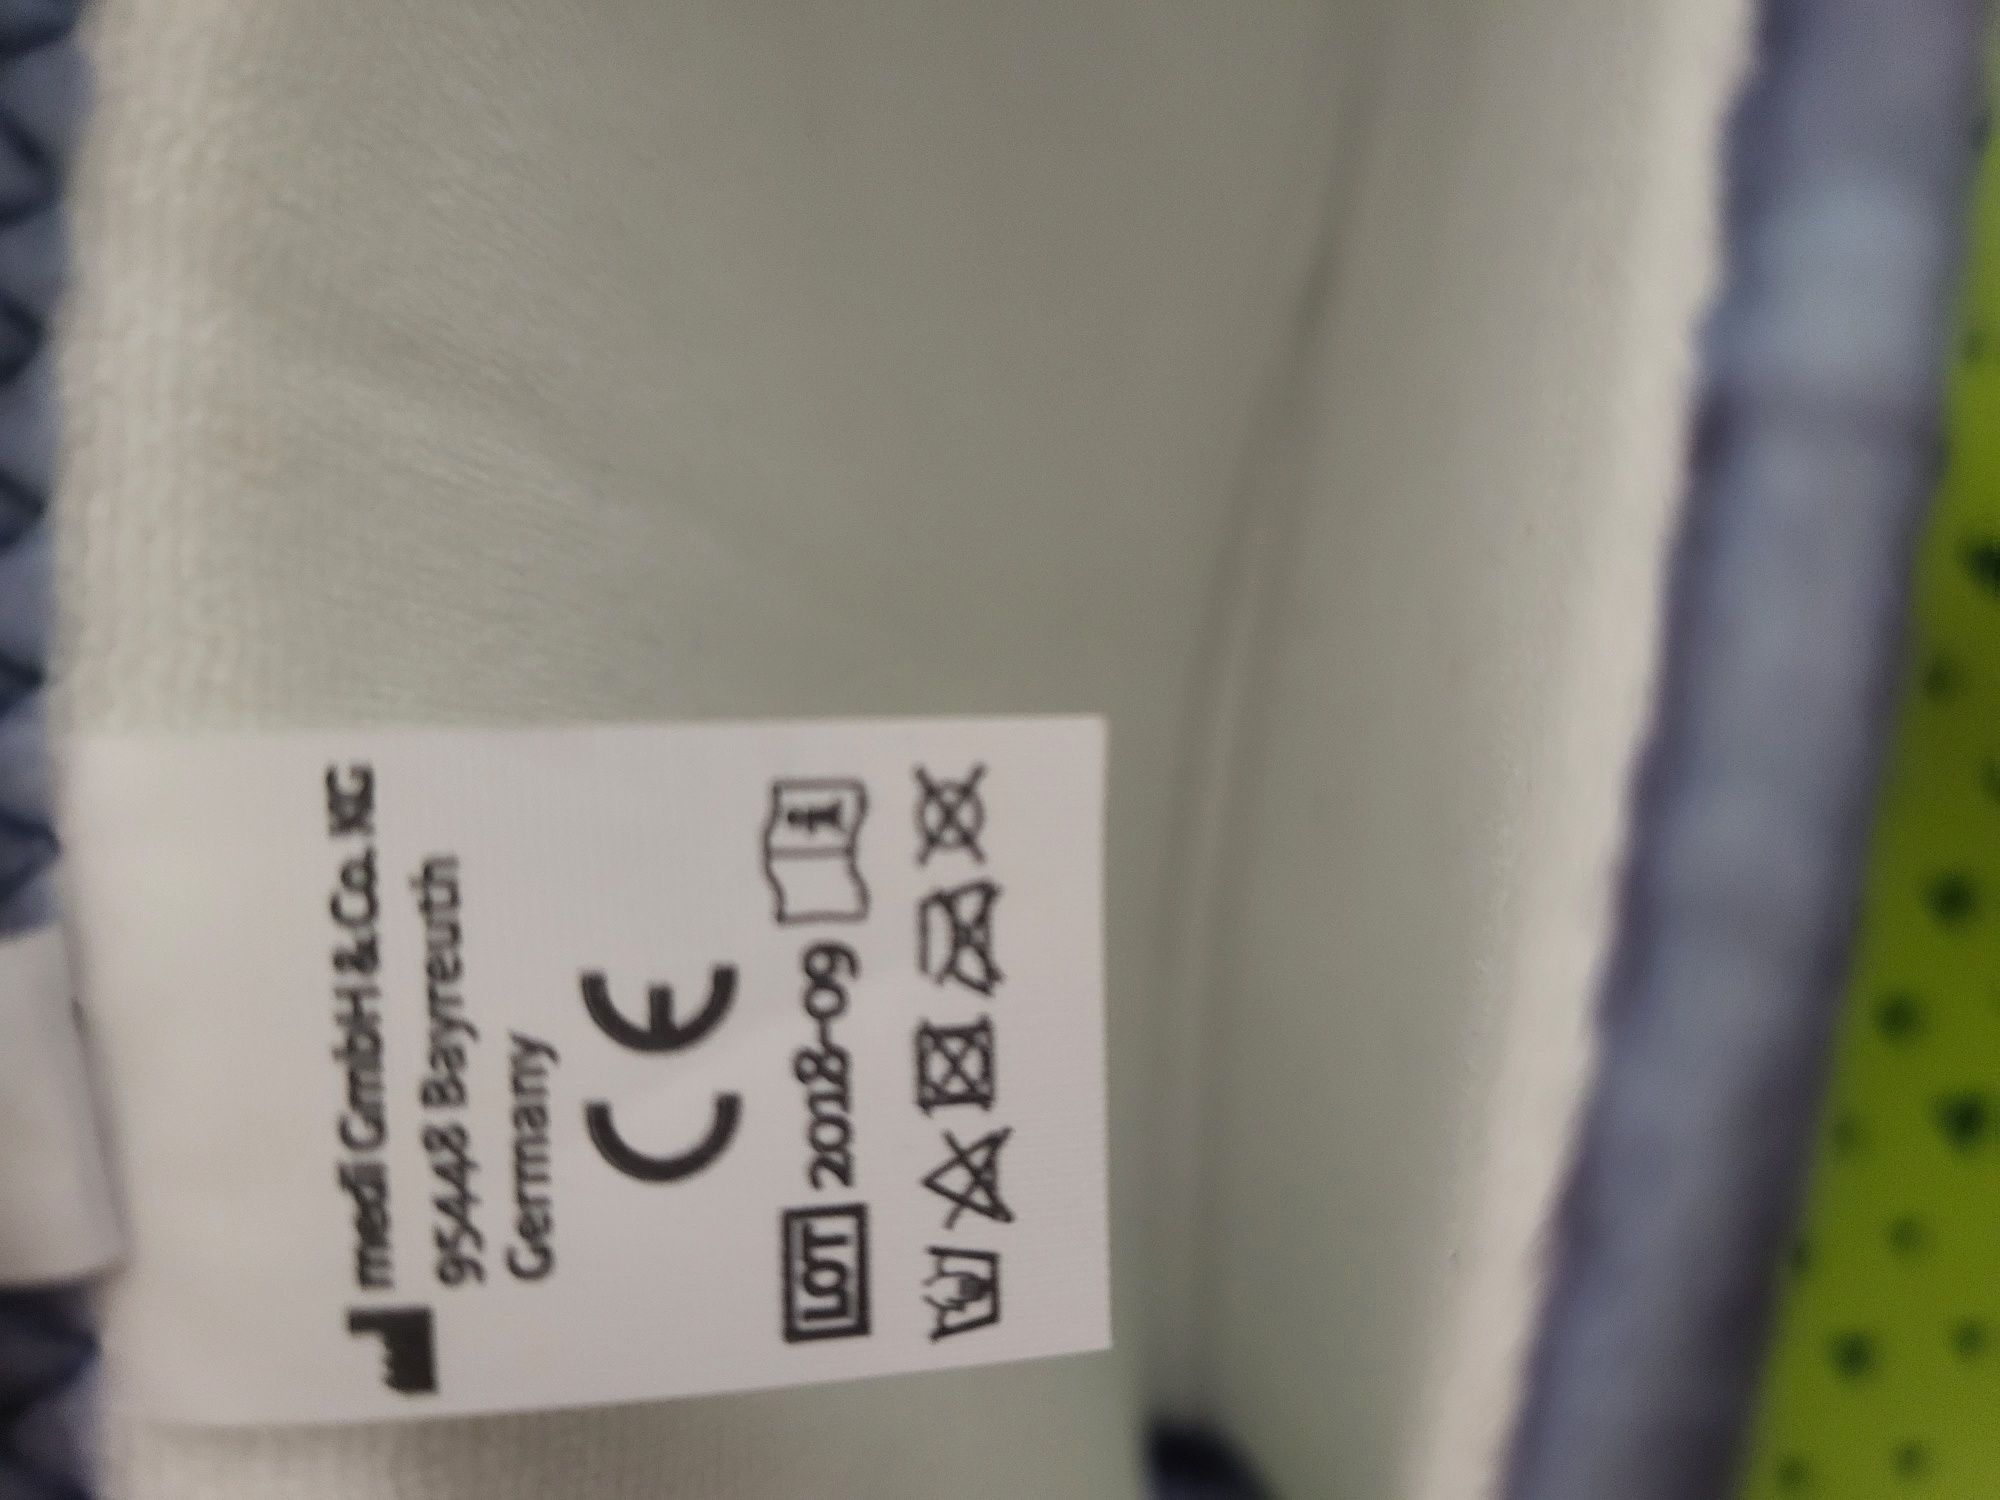 medi GmbH & Co. KG
95448 Bayreuth
Germany
CE
LOT 2018-09 i